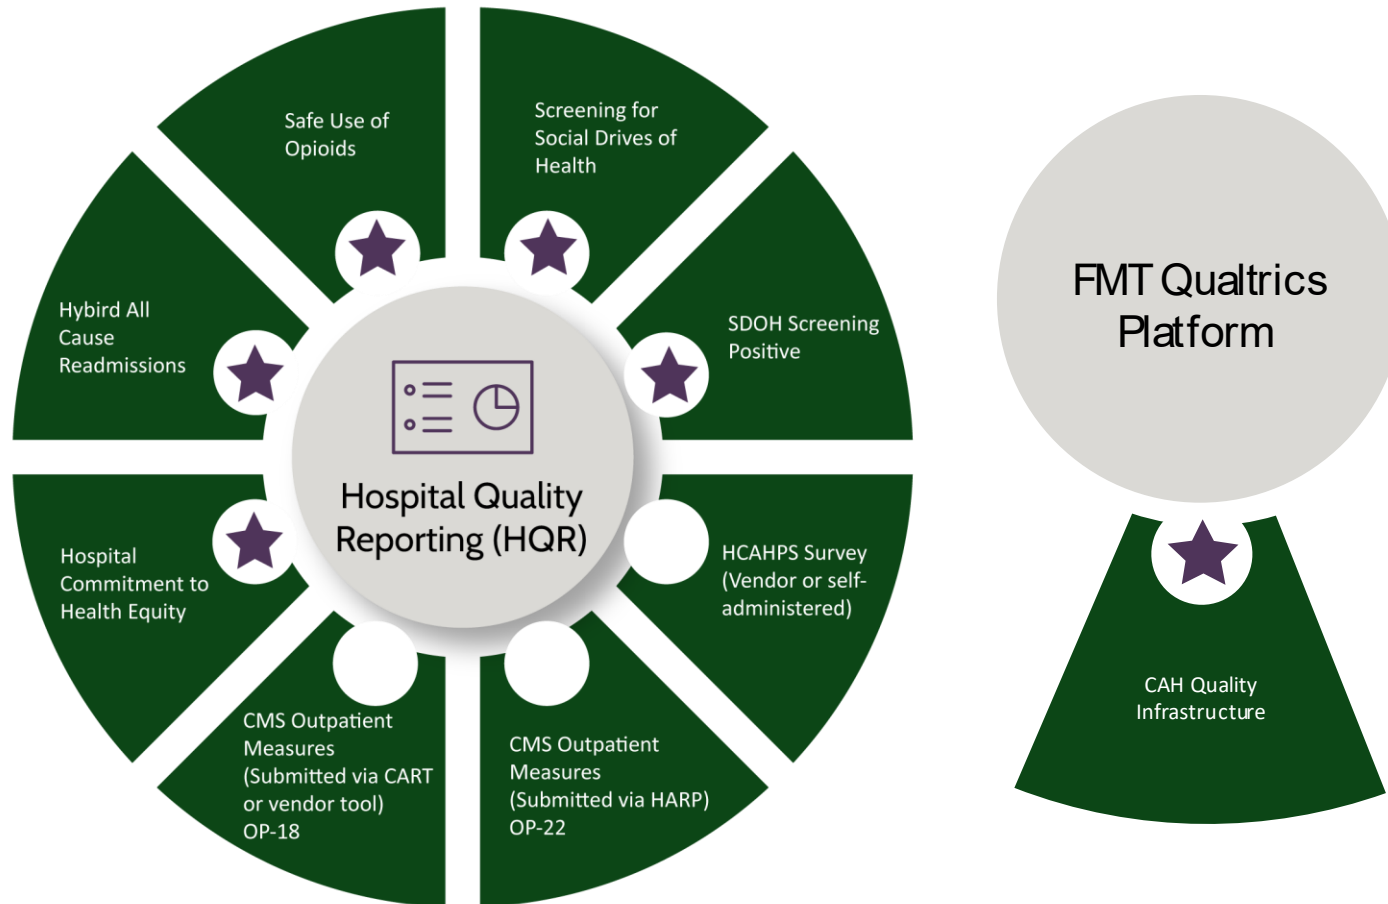 Safe Use of
Opioids
Screening for
Social Drives of
Health
Hybird All
Cause
Readmissions
SDOH Screening
Positive
Hospital Quality
Reporting (HQR)
Hospital
Commitment to
Health Equity
HCAHPS Survey
(Vendor or self-
administered)
CMS Outpatient
Measures
(Submitted via CART
or vendor tool)
OP-18
CMS Outpatient
Measures
(Submitted via HARP)
OP-22
FMT Qualtrics
Platform
CAH Quality
Infrastructure